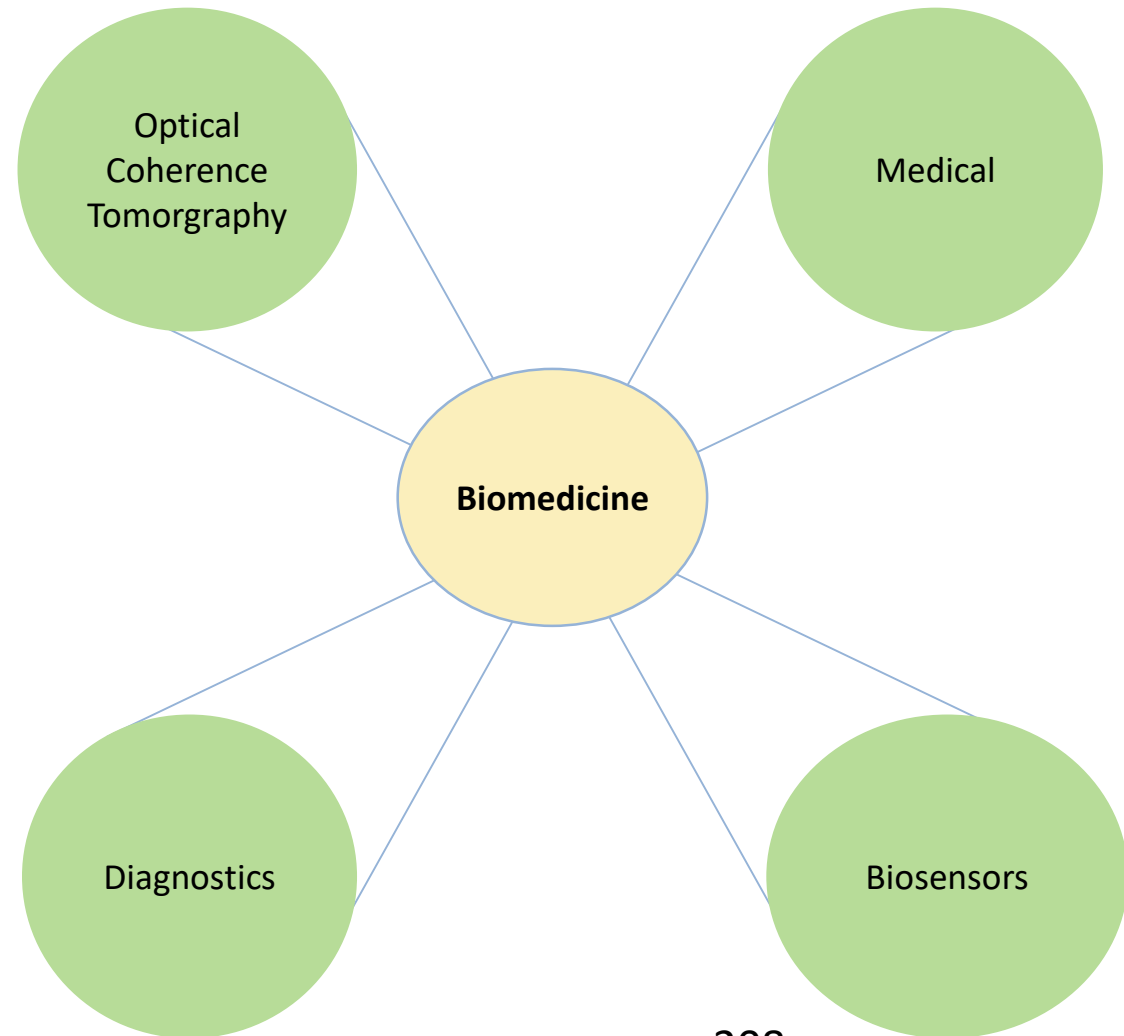 Optical
Coherence
Tomorgraphy
Medical
Biomedicine
Diagnostics
Biosensors